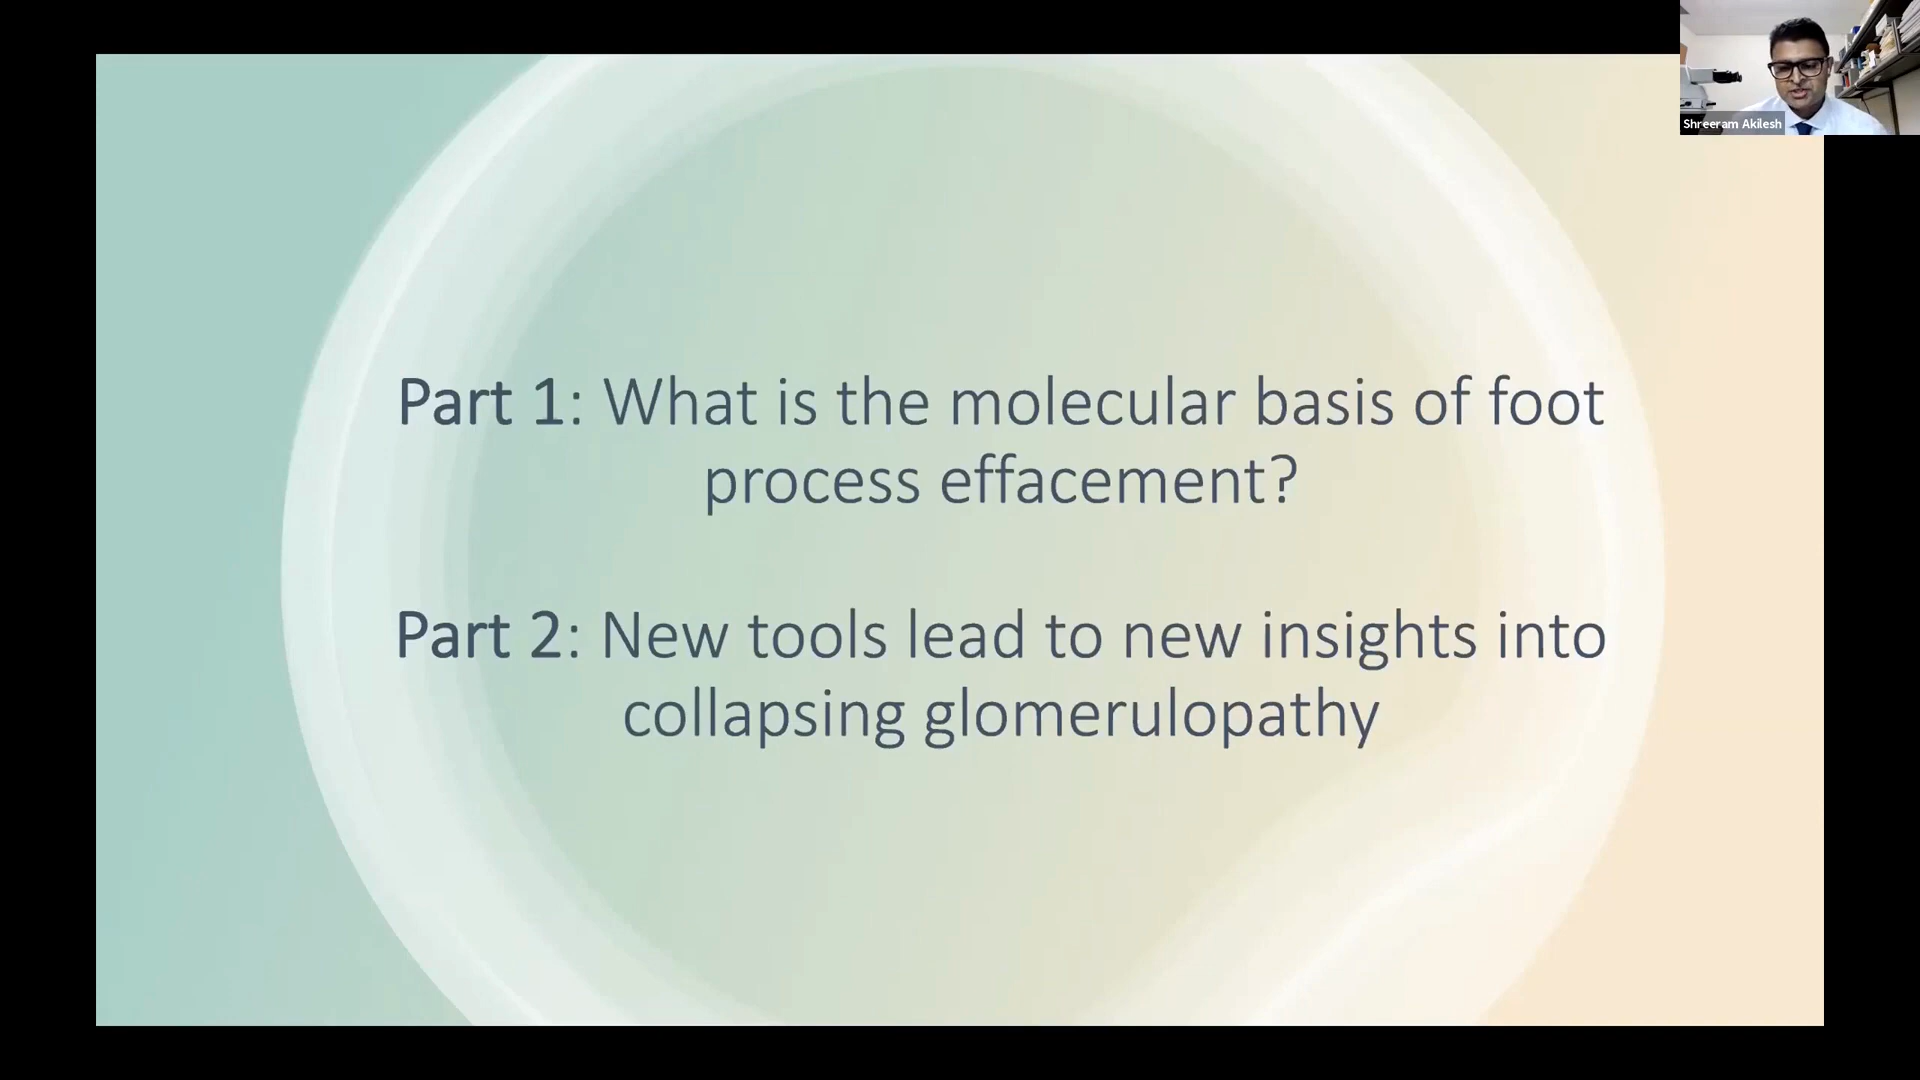 Shreeram Akilesh
Part 1: What is the molecular basis of foot
process effacement?
Part 2: New tools lead to new insights into
collapsing glomerulopathy